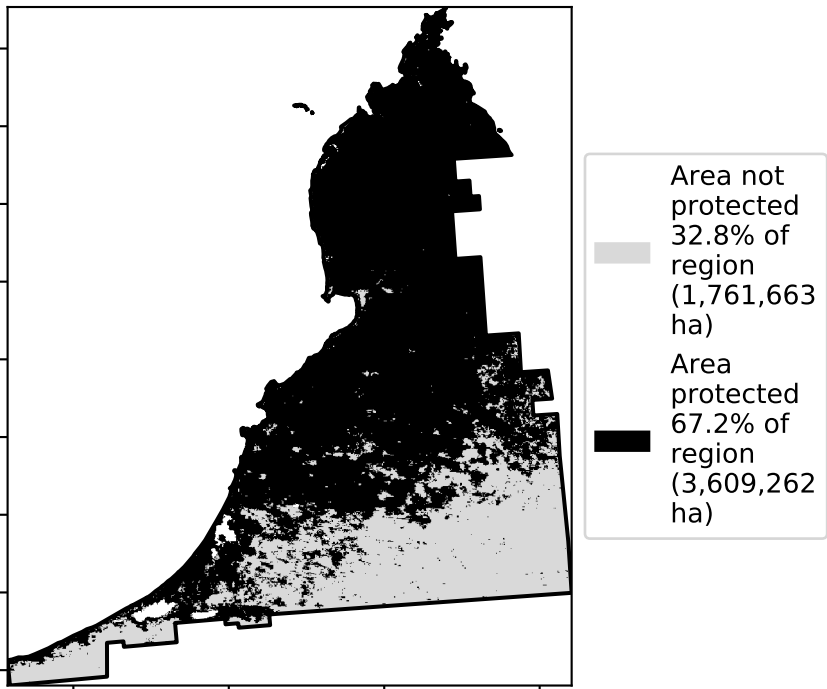 Area not
protected
32.8% of
region
(1,761,663
ha)
Area
protected
67.2% of
region
(3,609,262
ha)